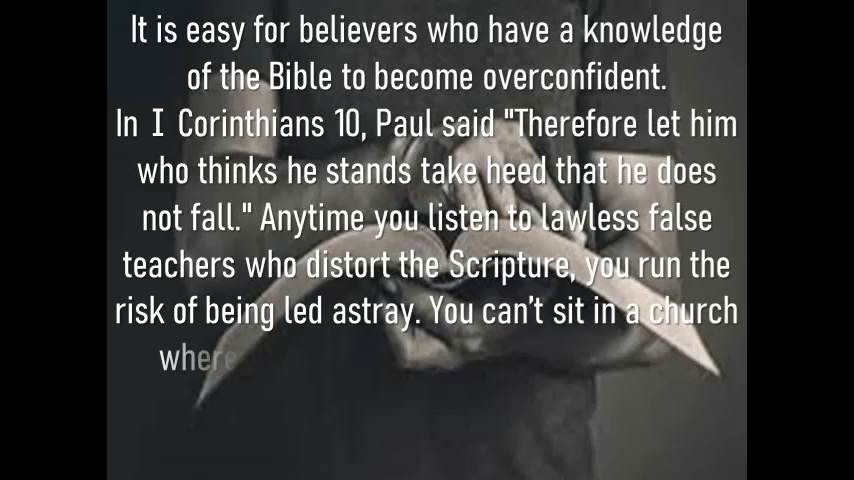 It is easy for believers who have a knowledge
of the Bible to become overconfident.
In I Corinthians 10, Paul said "Therefore let him
who thinks he stands take heed that he does
not fall." Anytime you listen to lawless false
teachers who distort the Scripture, you run the
risk of being led astray. You can't sit in a church
where